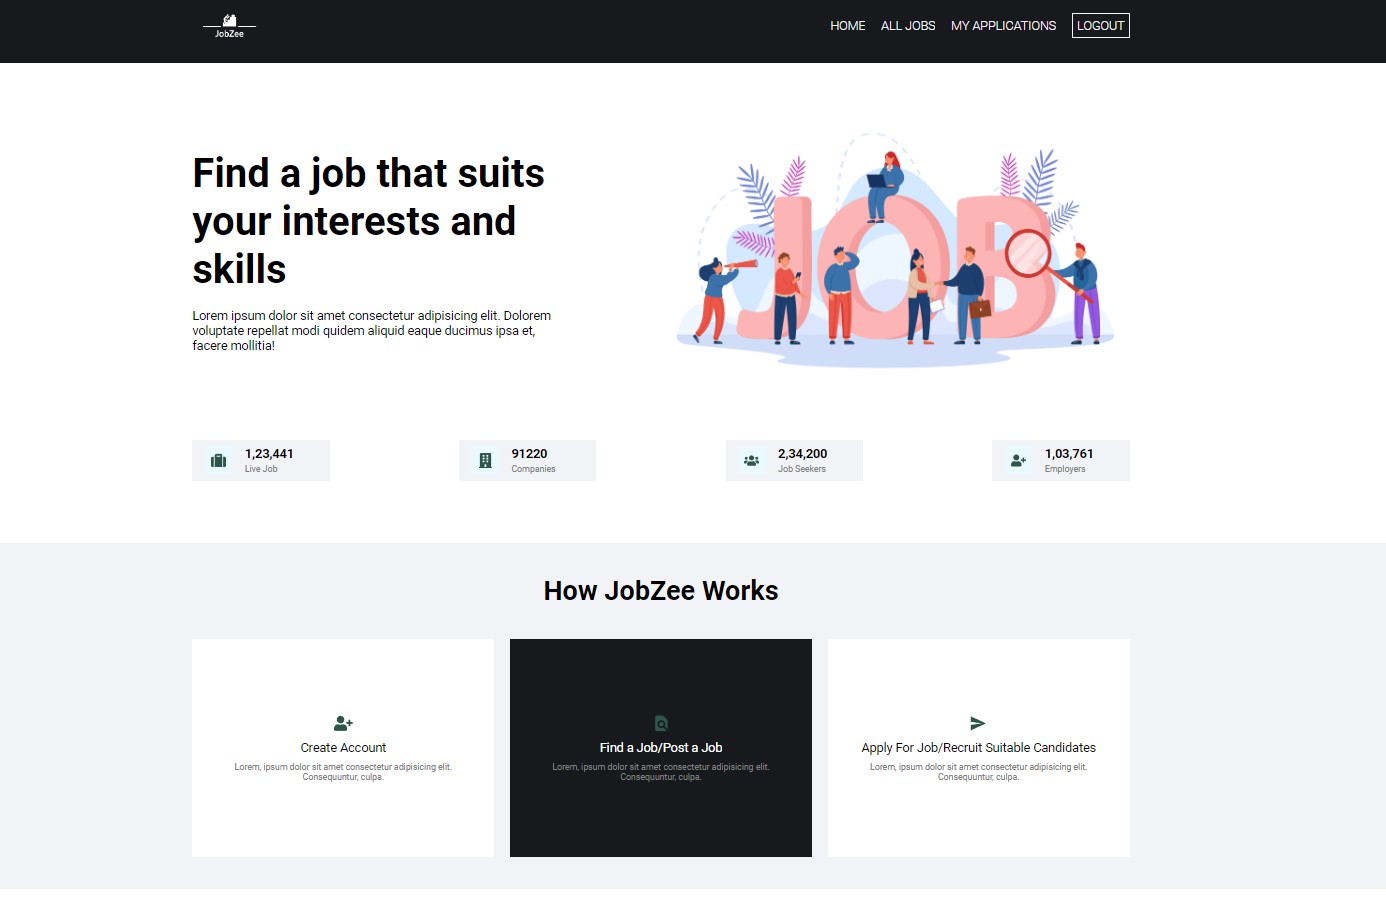 JobZee
HOME ALL JOBS MY APPLICATIONS LOGOUT
Find a job that suits
your interests and
skills
Lorem ipsum dolor sit amet consectetur adipisicing elit. Dolorem
voluptate repellat modi quidem aliquid eaque ducimus ipsa et,
facere mollitia!
JOB
1,23,441
Live Job
91220
Companies
2,34,200
Job Seekers
1,03,761
Employers
How JobZee Works
Create Account
Lorem, ipsum dolor sit amet consectetur adipisicing elit.
Consequuntur, culpa.
Find a Job/Post a Job
Lorem, ipsum dolor sit amet consectetur adipisicing elit.
Consequuntur, culpa.
Apply For Job/Recruit Suitable Candidates
Lorem, ipsum dolor sit amet consectetur adipisicing elit.
Consequuntur, culpa.